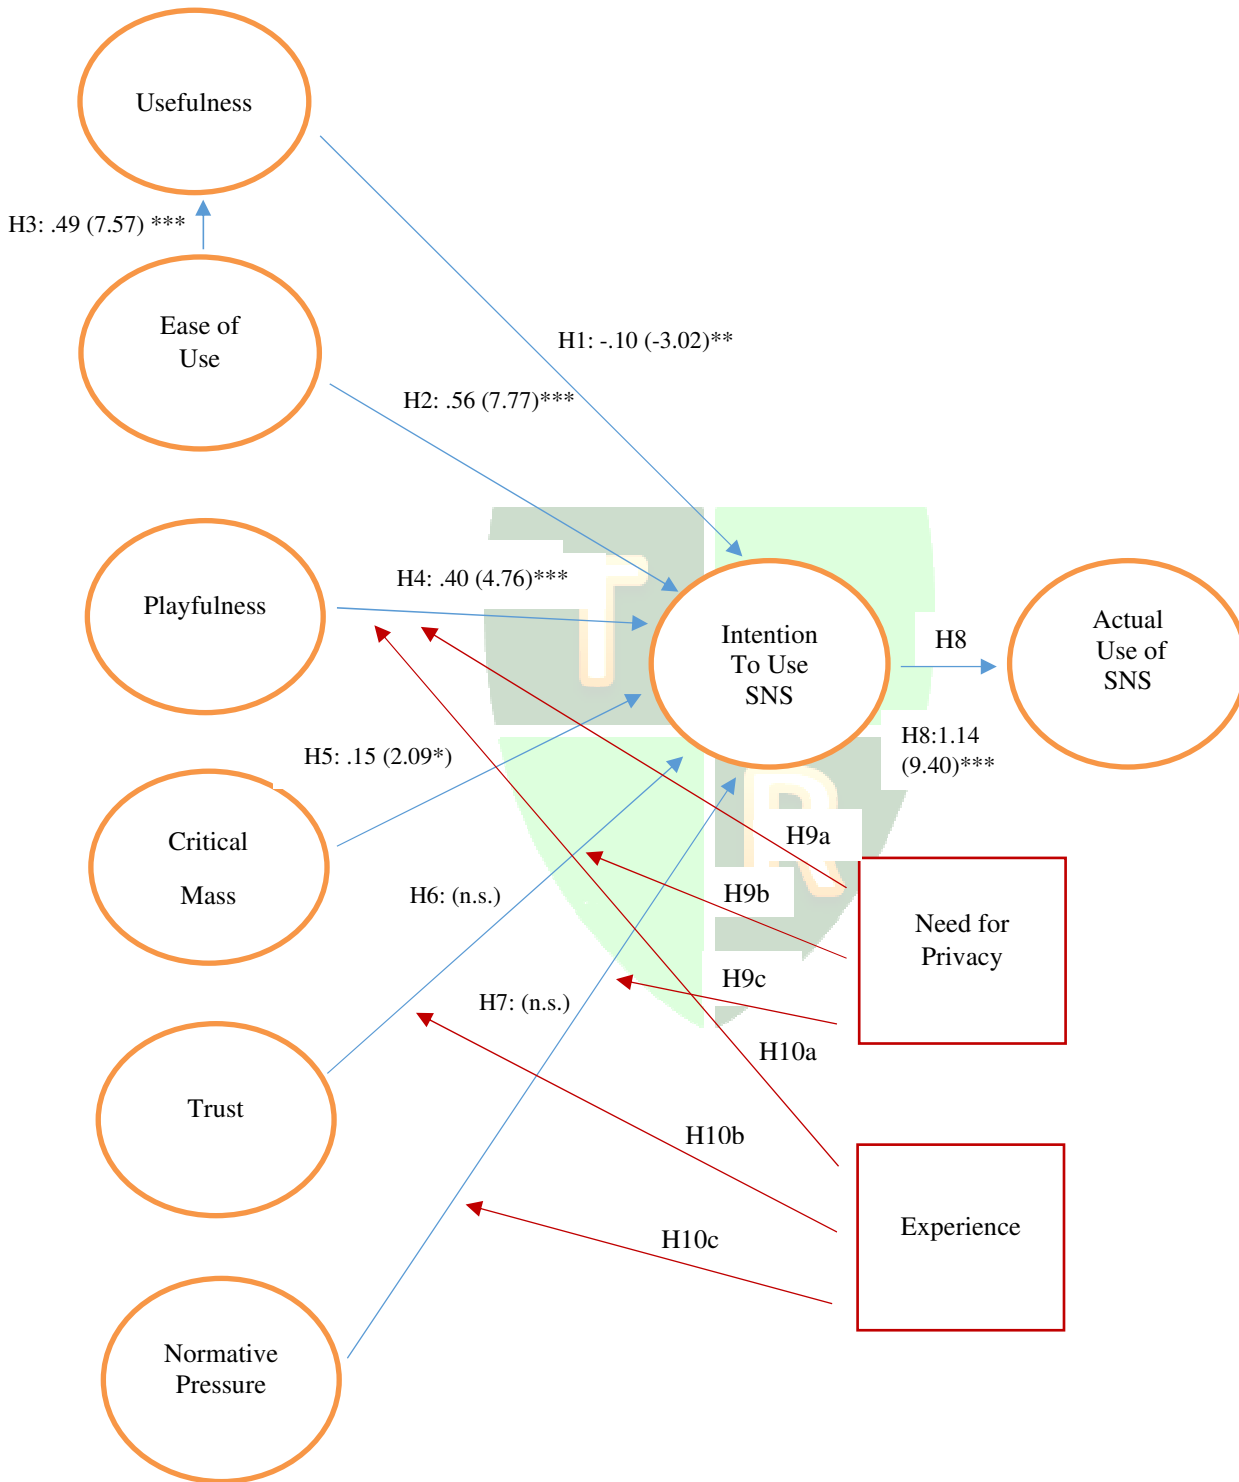 Usefulness
H3: .49 (7.57) ***
Ease of
Use
H1: -.10 (-3.02)**
H2: .56 (7.77)***
Playfulness
H4: .40 (4.76)***
Intention
To Use
SNS
H8
Actual
Use of
SNS
H5: .15 (2.09*)
H8:1.14
(9.40)***
Critical
Mass
H6: (n.s.)
H9a
H9b
H9c
Need for
Privacy
H7: (n.s.)
H10a
Trust
H10b
H10c
Experience
Normative
Pressure
T
R